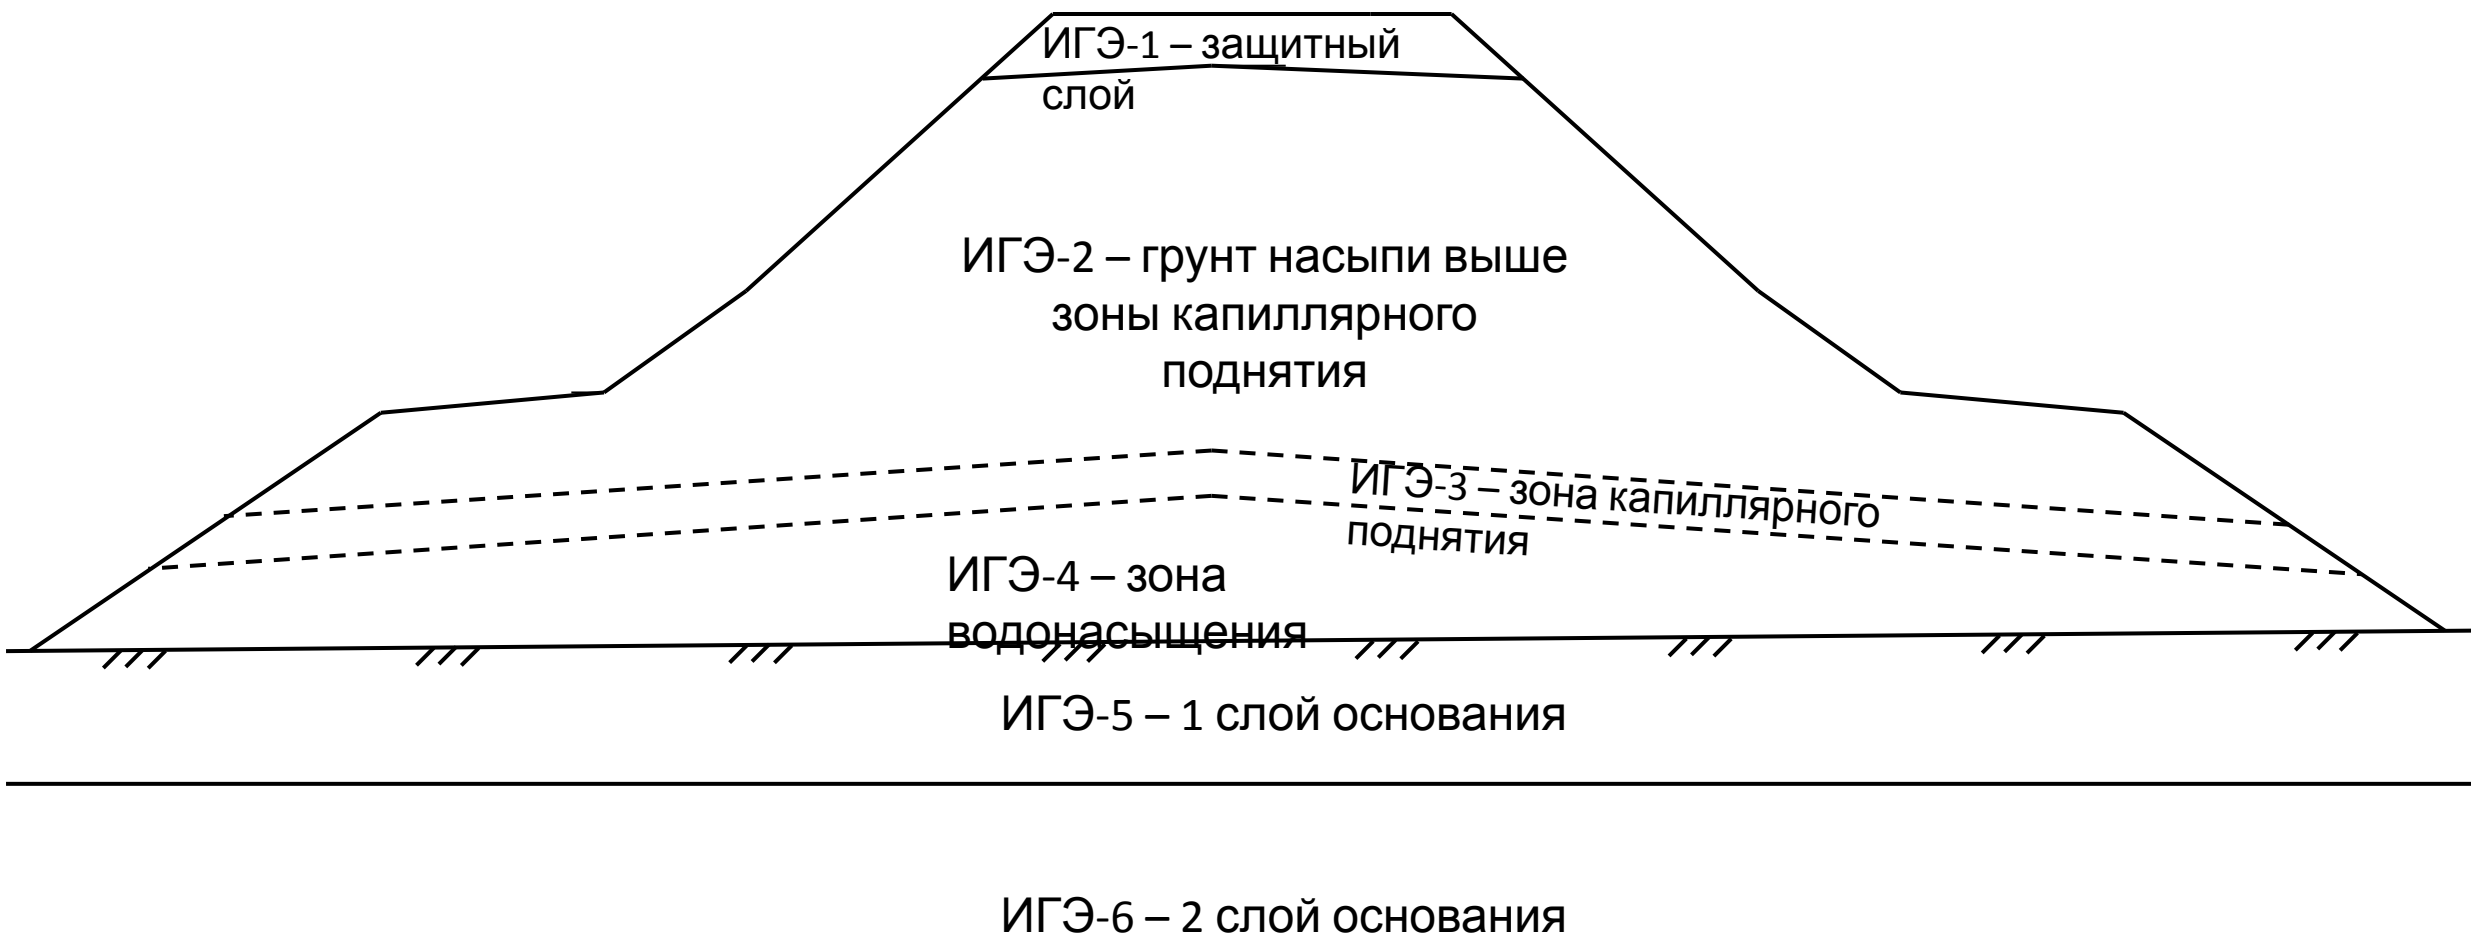 ИГЭ-1 – защитный
слой
ИГЭ-2 – грунт насыпи выше
зоны капиллярного
поднятия
ИГЭ-3 – зона капиллярного
поднятия
ИГЭ-4 – зона
водонасыщения
ИГЭ-5 – 1 слой основания
ИГЭ-6 – 2 слой основания